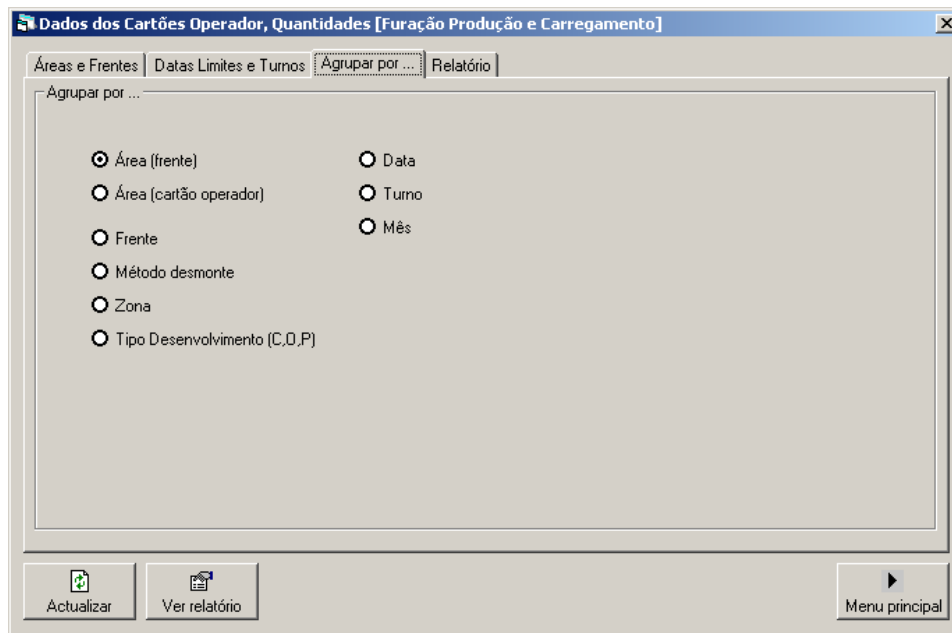 Dados dos Cartões Operador, Quantidades [Furação Produção e Carregamento]
Áreas e Frentes Datas Limites e Turnos Agrupar por ... Relatório
Agrupar por ...
Área (frente) Data
Área (cartão operador) Turno
Mês
Frente
Método desmonte
Zona
Tipo Desenvolvimento (C,O,P)
Actualizar Ver relatório Menu principal